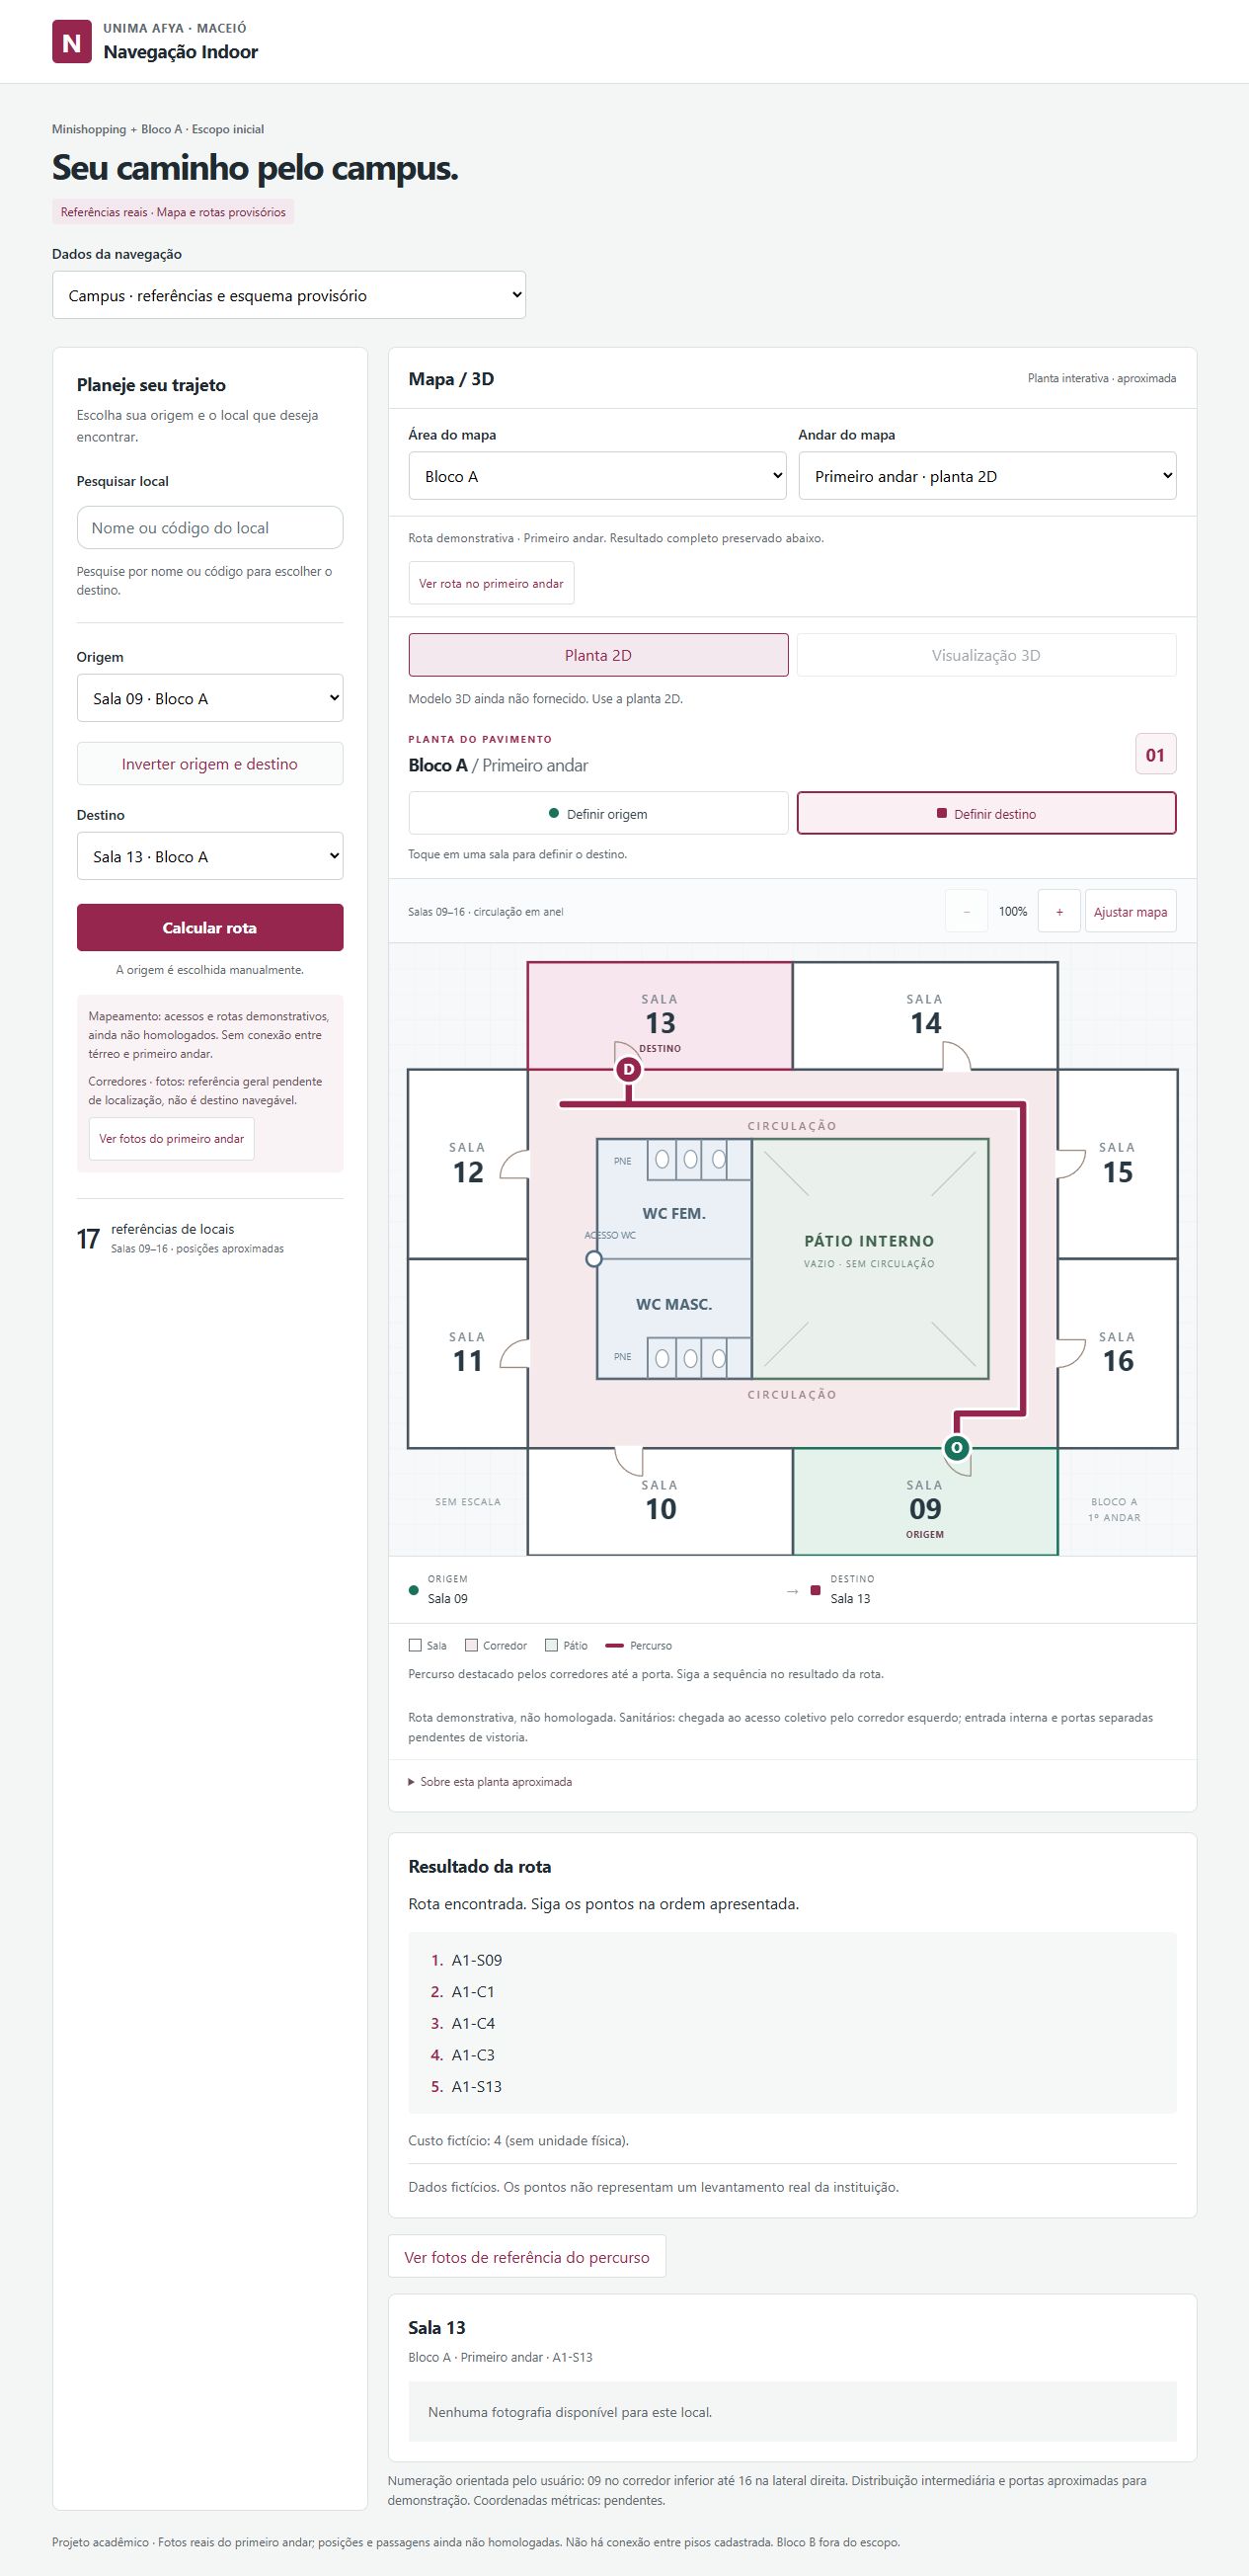 N
UNIMA AFYA · MACEIÓ
Navegação Indoor
Minishopping + Bloco A · Escopo inicial
Seu caminho pelo campus.
Referências reais · Mapa e rotas provisórios
Dados da navegação
Campus · referências e esquema provisório
Planeje seu trajeto
Escolha sua origem e o local que deseja
encontrar.
Pesquisar local
Nome ou código do local
Pesquise por nome ou código para escolher o
destino.
Origem
Sala 09 · Bloco A
Inverter origem e destino
Destino
Sala 13 · Bloco A
Calcular rota
A origem é escolhida manualmente.
Mapeamento: acessos e rotas demonstrativos,
ainda não homologados. Sem conexão entre
térreo e primeiro andar.
Corredores · fotos: referência geral pendente
de localização, não é destino navegável.
Ver fotos do primeiro andar
17 referências de locais
Salas 09–16 · posições aproximadas
Mapa / 3D
Planta interativa · aproximada
Área do mapa
Andar do mapa
Bloco A
Primeiro andar · planta 2D
Rota demonstrativa · Primeiro andar. Resultado completo preservado abaixo.
Ver rota no primeiro andar
Planta 2D
Visualização 3D
Modelo 3D ainda não fornecido. Use a planta 2D.
PLANTA DO PAVIMENTO
Bloco A / Primeiro andar
01
Definir origem
Definir destino
Toque em uma sala para definir o destino.
Salas 09–16 · circulação em anel
−
100%
+
Ajustar mapa
SALA
13
DESTINO
D
SALA
14
CIRCULAÇÃO
SALA
12
PNE
WC FEM.
ACESSO WC
PÁTIO INTERNO
VAZIO · SEM CIRCULAÇÃO
SALA
15
SALA
11
WC MASC.
PNE
SALA
16
CIRCULAÇÃO
O
SEM ESCALA
SALA
10
SALA
09
ORIGEM
BLOCO A
1º ANDAR
ORIGEM
Sala 09
→
DESTINO
Sala 13
Sala
Corredor
Pátio
Percurso
Percurso destacado pelos corredores até a porta. Siga a sequência no resultado da rota.
Rota demonstrativa, não homologada. Sanitários: chegada ao acesso coletivo pelo corredor esquerdo; entrada interna e portas separadas
pendentes de vistoria.
▶ Sobre esta planta aproximada
Resultado da rota
Rota encontrada. Siga os pontos na ordem apresentada.
1. A1-S09
2. A1-C1
3. A1-C4
4. A1-C3
5. A1-S13
Custo fictício: 4 (sem unidade física).
Dados fictícios. Os pontos não representam um levantamento real da instituição.
Ver fotos de referência do percurso
Sala 13
Bloco A · Primeiro andar · A1-S13
Nenhuma fotografia disponível para este local.
Numeração orientada pelo usuário: 09 no corredor inferior até 16 na lateral direita. Distribuição intermediária e portas aproximadas para
demonstração. Coordenadas métricas: pendentes.
Projeto acadêmico · Fotos reais do primeiro andar; posições e passagens ainda não homologadas. Não há conexão entre pisos cadastrada. Bloco B fora do escopo.